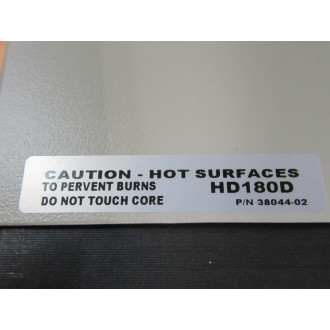 CAUTION - HOT SURFACES
TO PERVENT BURNS HD180D
DO NOT TOUCH CORE P/N 38044-02